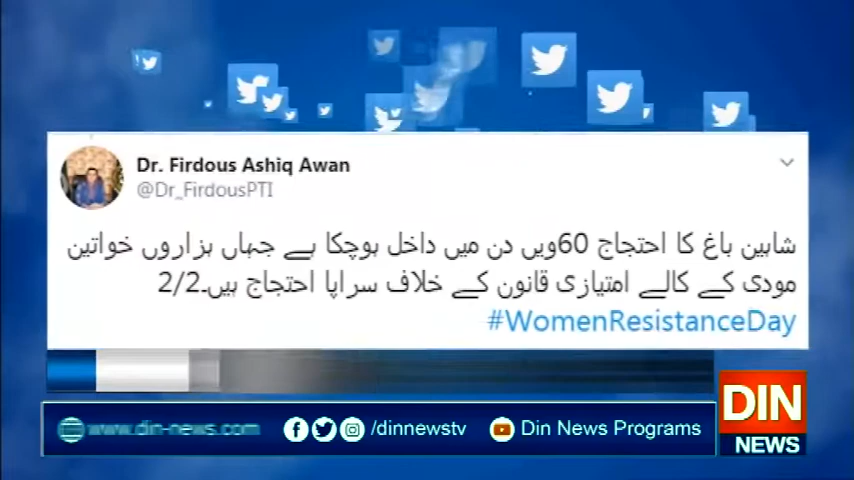 Dr. Firdous Ashiq Awan
@Dr_FirdousPTI
شاہین باغ کا احتجاج 60ویں دن میں داخل ہوچکا ہے جہاں ہزاروں خواتین
مودی کے کالے امتیازی قانون کے خلاف سراپا احتجاج ہیں۔2/2
#WomenResistanceDay
www.din-news.com
/dinnewstv
Din News Programs
DIN
NEWS